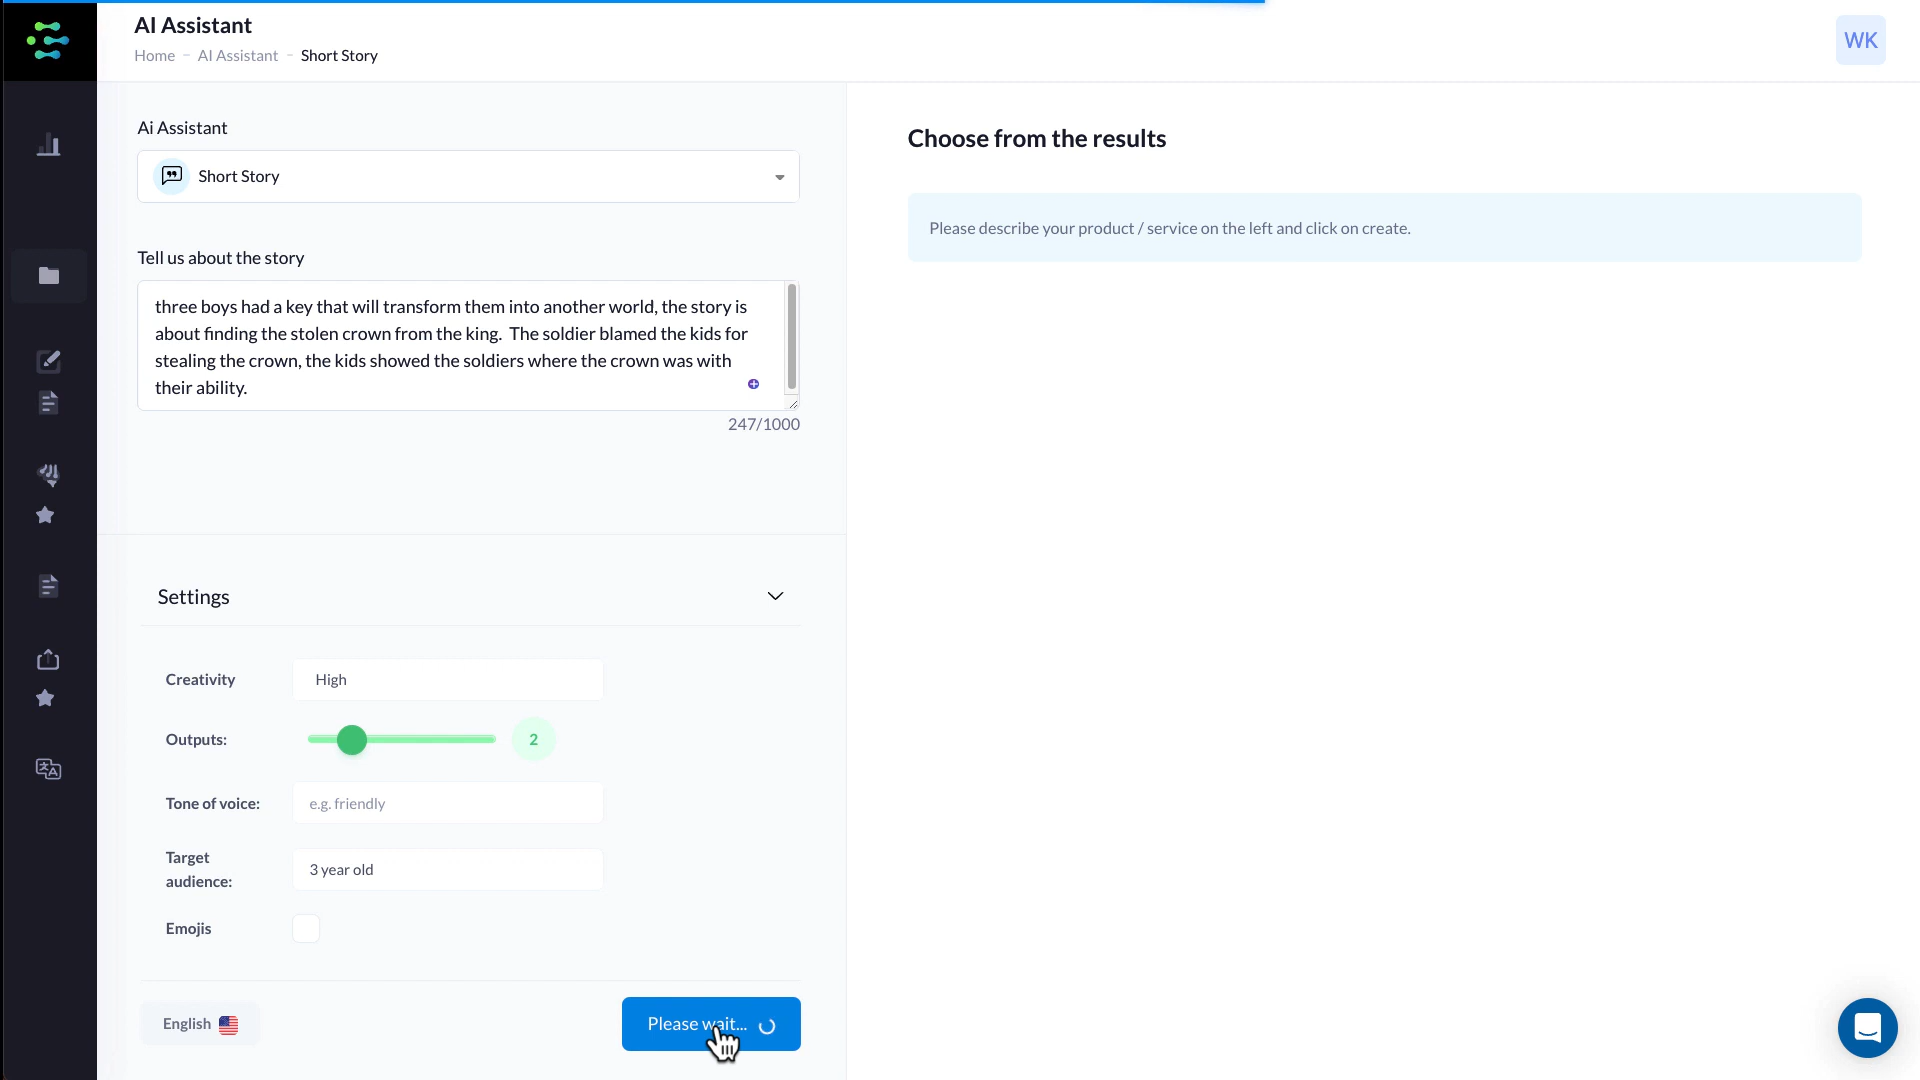 AI Assistant
Home - AI Assistant - Short Story
WK
Ai Assistant
Short Story
Tell us about the story
three boys had a key that will transform them into another world, the story is
about finding the stolen crown from the king.  The soldier blamed the kids for
stealing the crown, the kids showed the soldiers where the crown was with
their ability.
247/1000
Settings
Creativity
High
Outputs:
2
Tone of voice:
e.g. friendly
Target
audience:
3 year old
Emojis
English
Please wait...
Choose from the results
Please describe your product / service on the left and click on create.